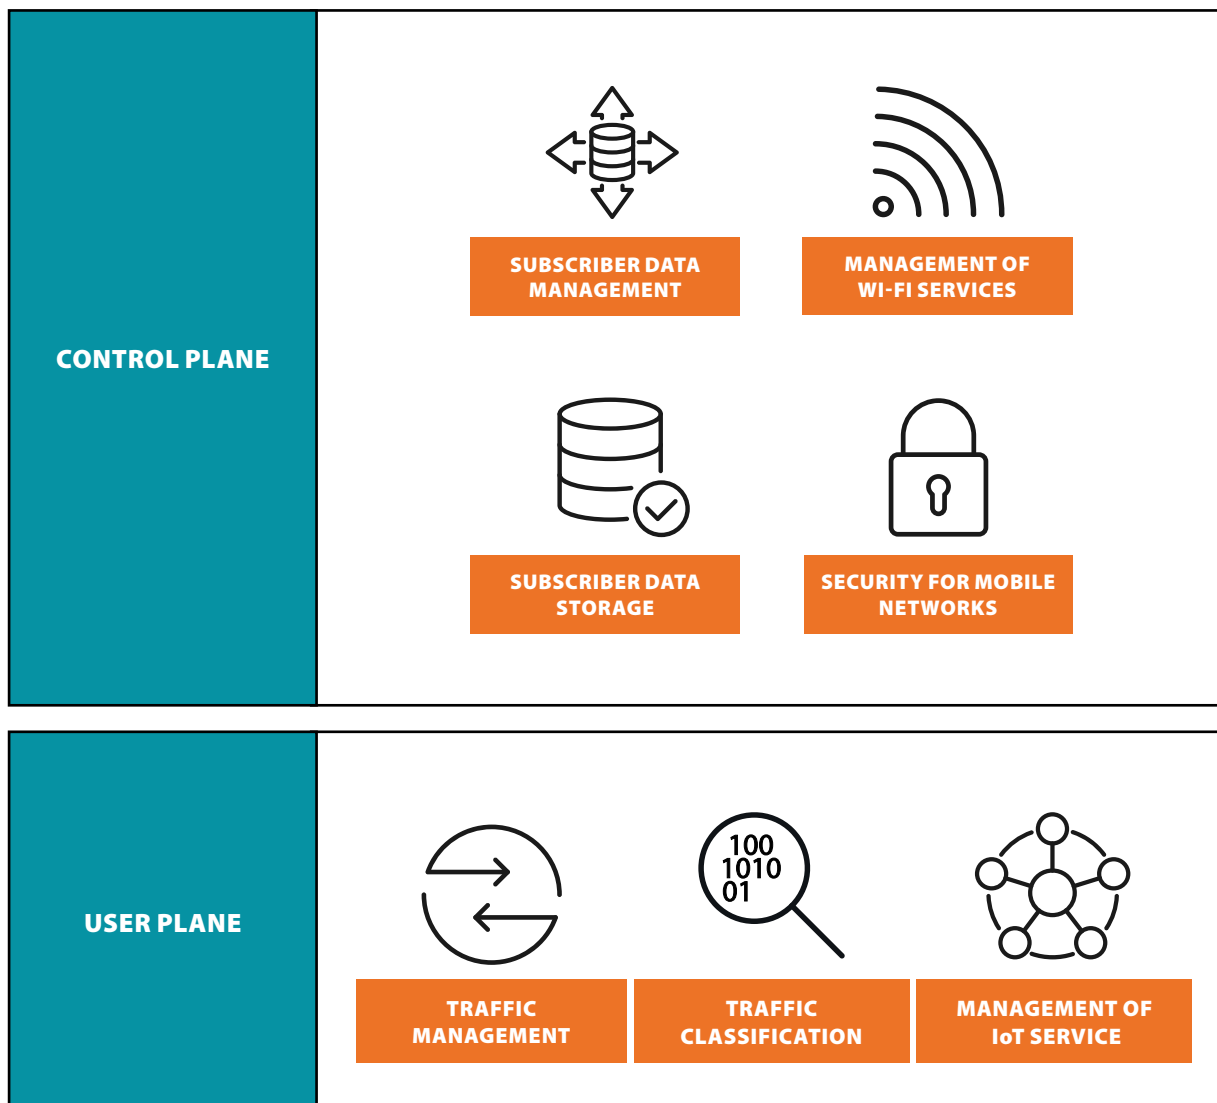 CONTROL PLANE
SUBSCRIBER DATA
MANAGEMENT
MANAGEMENT OF
WI-FI SERVICES
SUBSCRIBER DATA
STORAGE
SECURITY FOR MOBILE
NETWORKS
USER PLANE
100
1010
01
TRAFFIC
MANAGEMENT
TRAFFIC
CLASSIFICATION
MANAGEMENT OF
IoT SERVICE